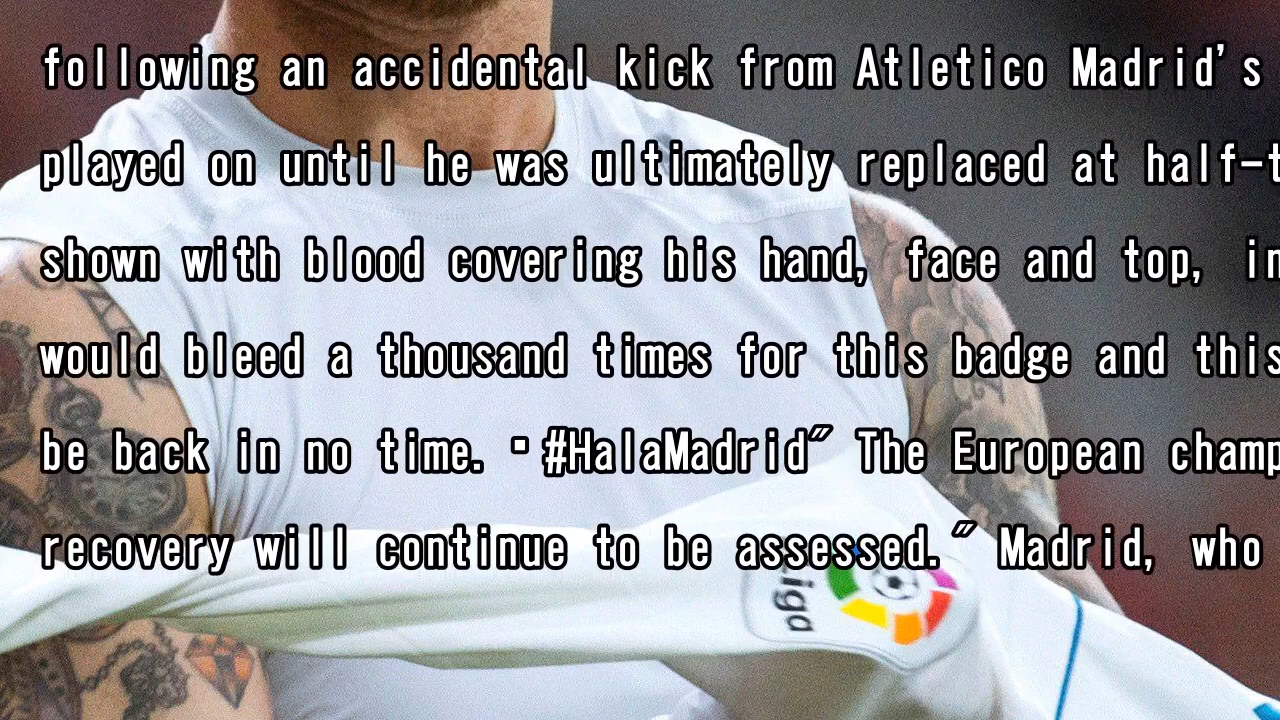 following an accidental kick from Atletico Madrid's
played on until he was ultimately replaced at half-t
shown with blood covering his hand, face and top, in
would bleed a thousand times for this badge and this
be back in no time. ･#HalaMadrid" The European champ
recovery will continue to be assessed." Madrid, who
Liga